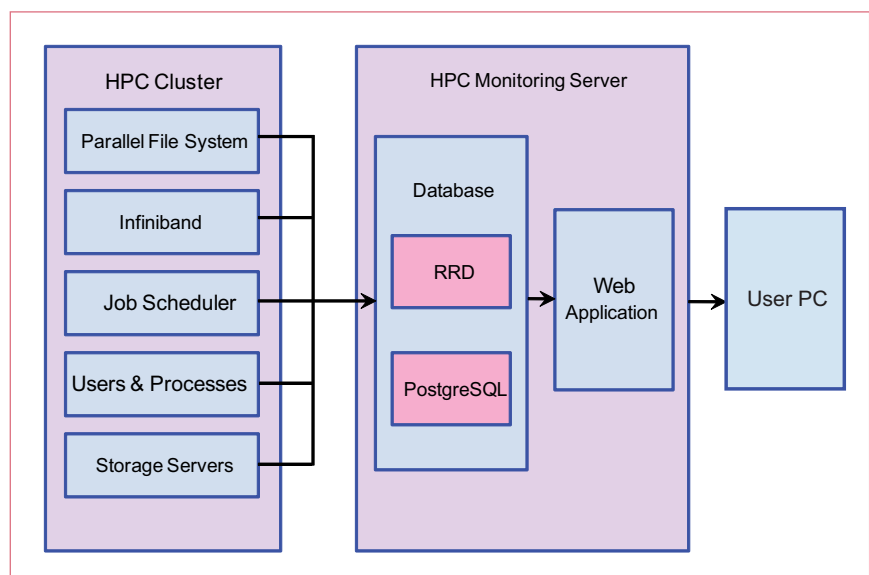 HPC Cluster
Parallel File System
Infiniband
Job Scheduler
Users & Processes
Storage Servers
HPC Monitoring Server
Database
RRD
PostgreSQL
Web
Application
User PC